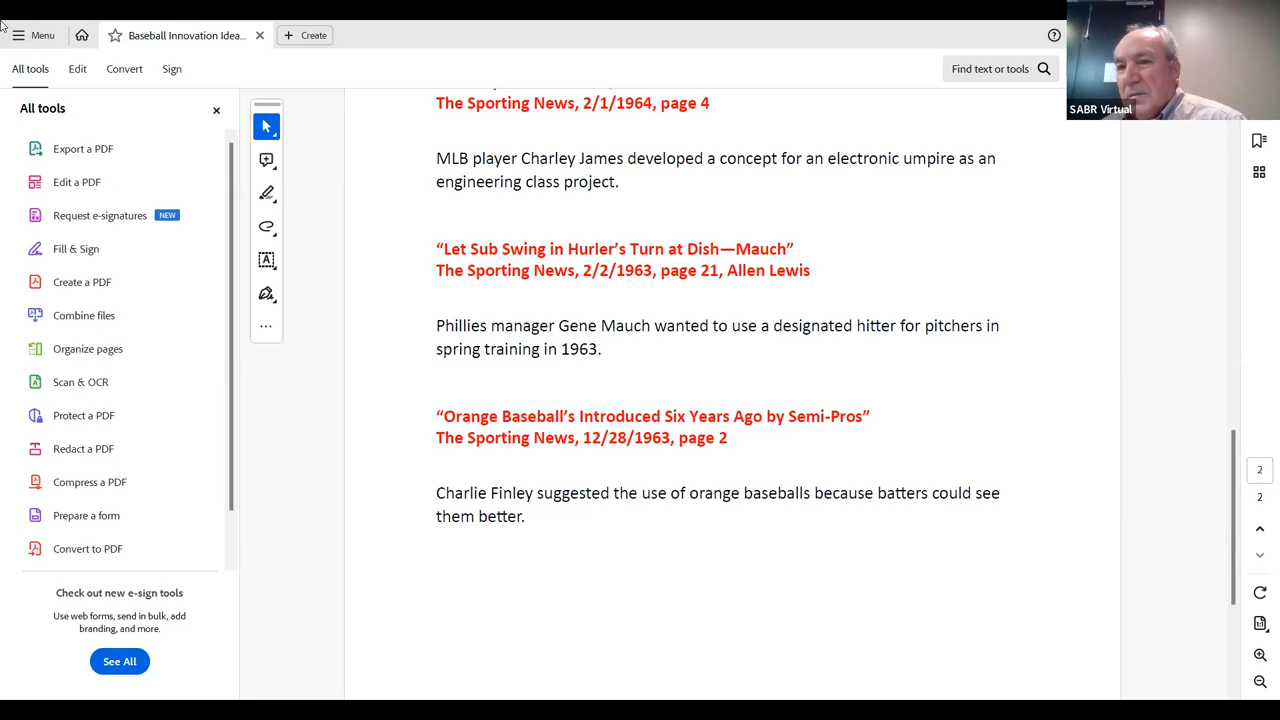 Menu
Baseball Innovation Idea...
Create
All tools
Edit
Convert
Sign
Find text or tools
SABR Virtual
All tools
Export a PDF
Edit a PDF
Request e-signatures NEW
Fill & Sign
Create a PDF
Combine files
Organize pages
Scan & OCR
Protect a PDF
Redact a PDF
Compress a PDF
Prepare a form
Convert to PDF
Check out new e-sign tools
Use web forms, send in bulk, add
branding, and more.
See All
The Sporting News, 2/1/1964, page 4
MLB player Charley James developed a concept for an electronic umpire as an
engineering class project.
“Let Sub Swing in Hurler’s Turn at Dish—Mauch”
The Sporting News, 2/2/1963, page 21, Allen Lewis
Phillies manager Gene Mauch wanted to use a designated hitter for pitchers in
spring training in 1963.
“Orange Baseball’s Introduced Six Years Ago by Semi-Pros”
The Sporting News, 12/28/1963, page 2
Charlie Finley suggested the use of orange baseballs because batters could see
them better.
2
2